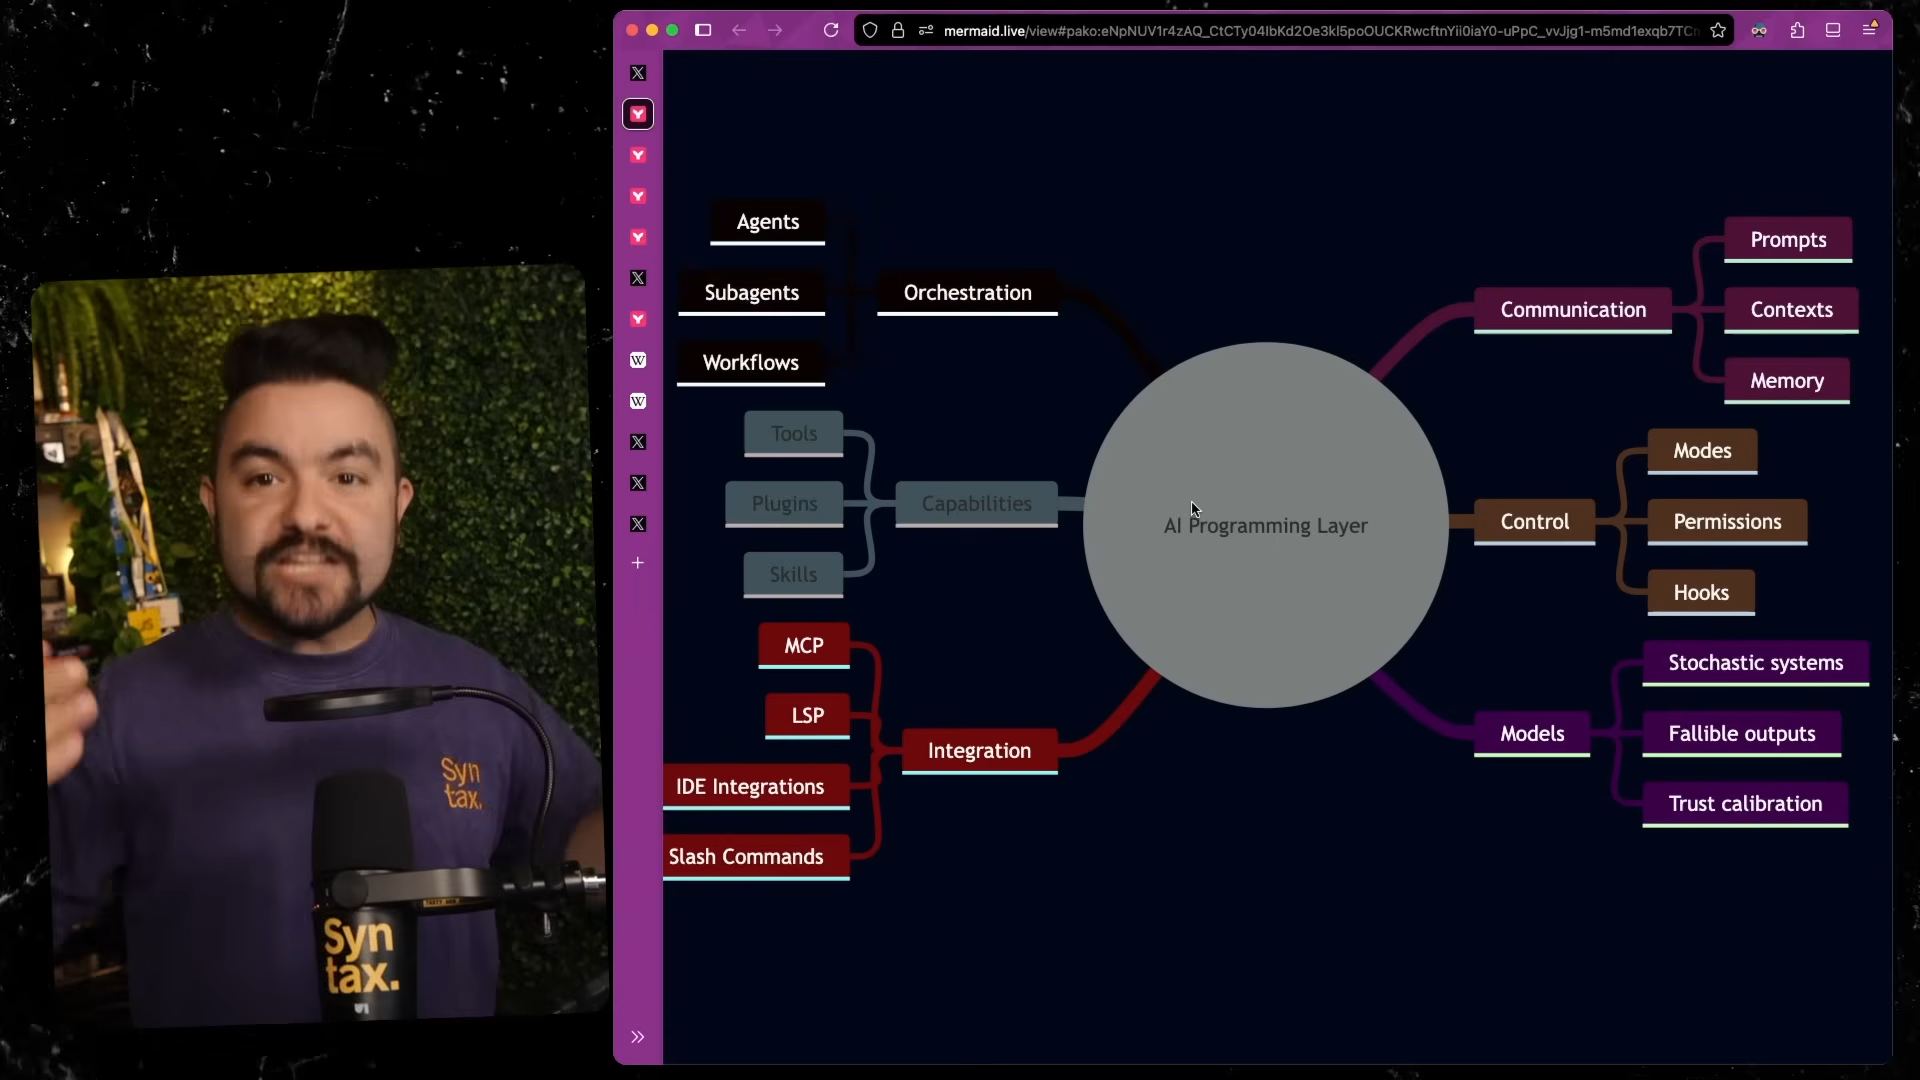 mermaid.live/view#pako:eNpNUV1r4zAQ_CtCTy04IbKd2Oe3kl5poOUCKRwcftnYii0iaY0-uPpC_vvJjg1-m5md1exqb7TC
Agents
Subagents
Workflows
Orchestration
Tools
Plugins
Skills
Capabilities
MCP
LSP
IDE Integrations
Slash Commands
Integration
AI Programming Layer
Communication
Prompts
Contexts
Memory
Control
Modes
Permissions
Hooks
Models
Stochastic systems
Fallible outputs
Trust calibration
Syn
tax.
Syn
tax.